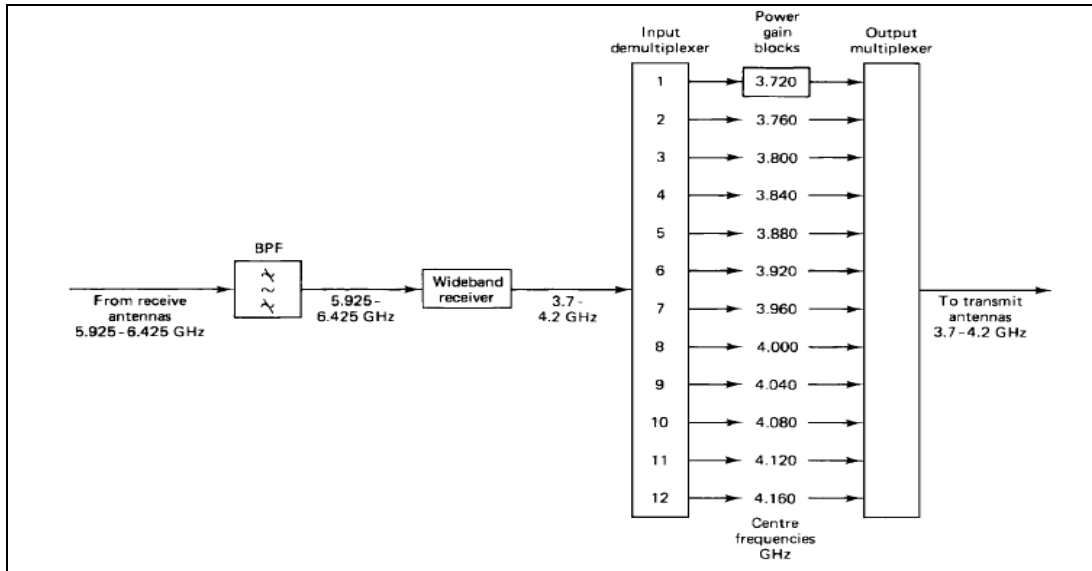 Input
demultiplexer
Power
gain
blocks
Output
multiplexer
1
3.720
2
3.760
3
3.800
4
3.840
5
3.880
6
3.920
7
3.960
8
4.000
9
4.040
10
4.080
11
4.120
12
4.160
Centre
frequencies
GHz
BPF
From receive
antennas
5.925-6.425 GHz
5.925-
6.425 GHz
Wideband
receiver
3.7-
4.2 GHz
To transmit
antennas
3.7-4.2 GHz